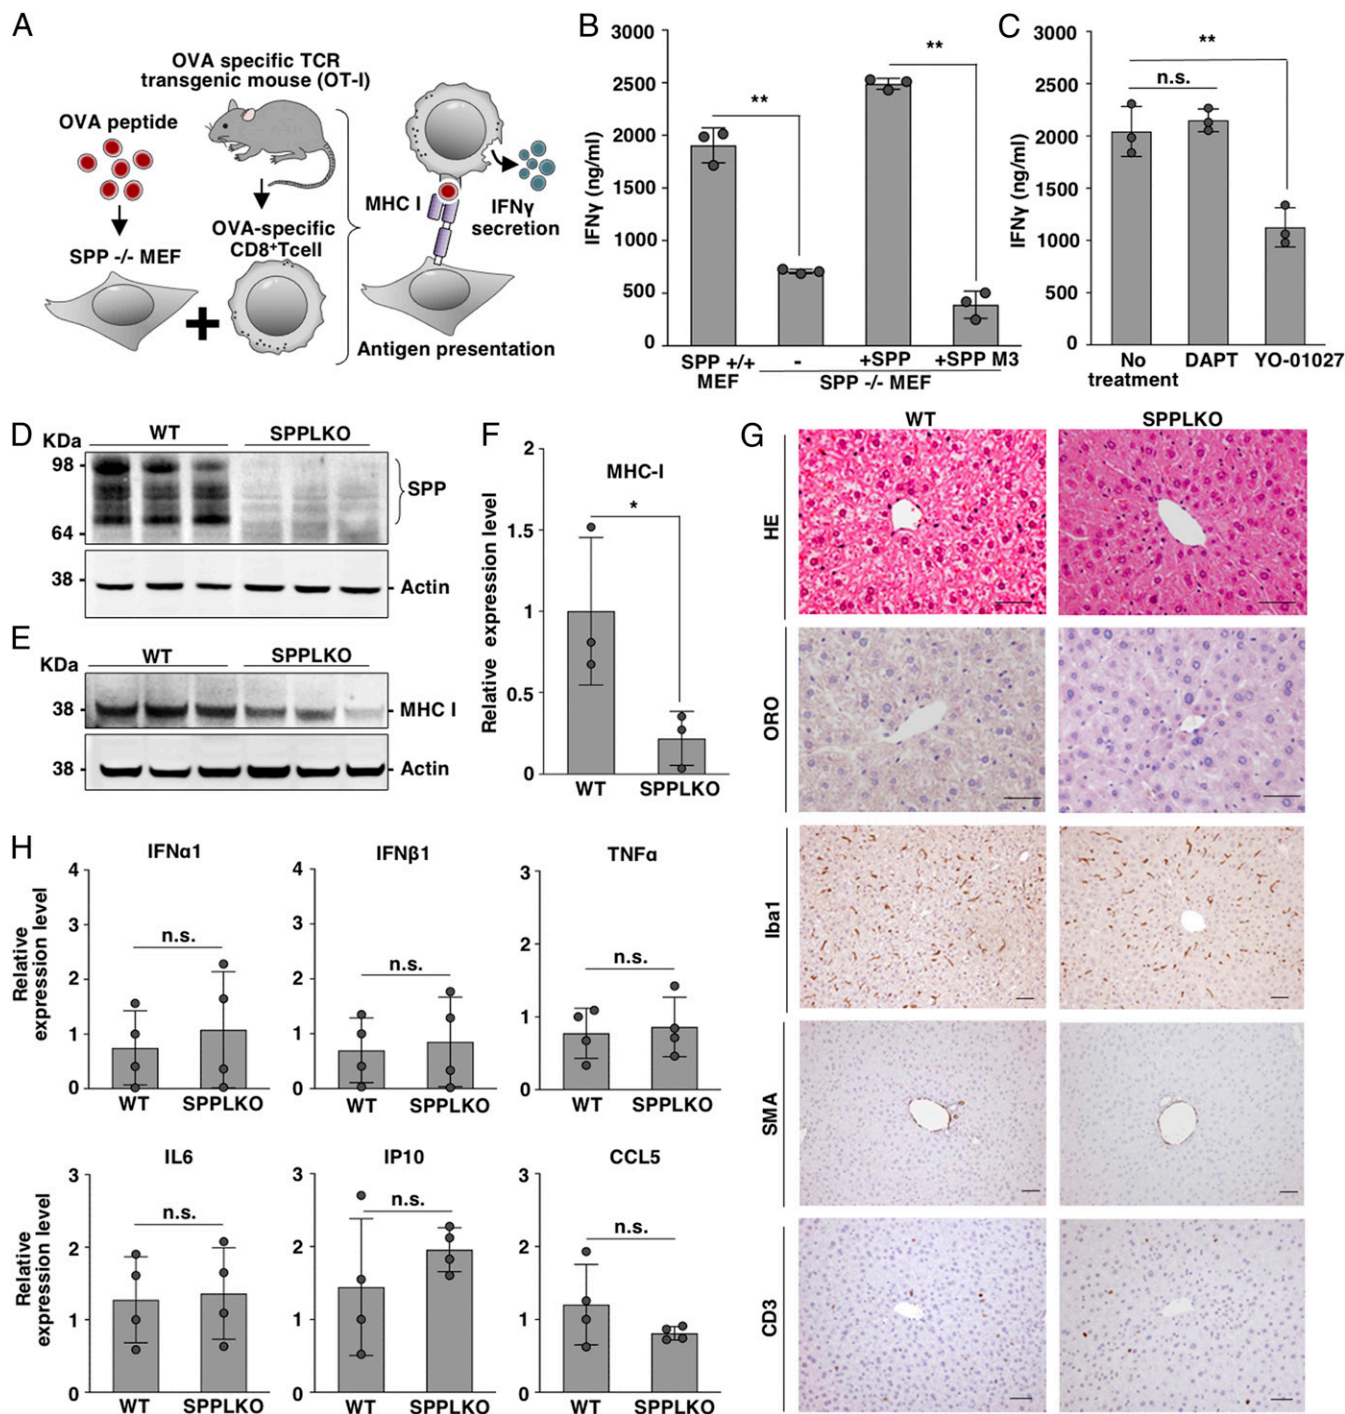 A
OVA specific TCR
transgenic mouse (OT-I)
OVA peptide
SPP -/- MEF
OVA-specific
CD8+Tcell
MHC I
IFNγ
secretion
Antigen presentation
B
3000
2500
2000
1500
1000
500
0
IFNγ (ng/ml)
**
**
SPP +/+
MEF
-
+SPP
+SPP M3
SPP -/- MEF
C
3000
2500
2000
1500
1000
500
0
IFNγ (ng/ml)
**
n.s.
No
treatment
DAPT
YO-01027
D
KDa
WT
SPPLKO
98
64
SPP
38
Actin
E
KDa
WT
SPPLKO
38
MHC I
38
Actin
F
MHC-I
Relative expression level
2
1.5
1
0.5
0
*
WT
SPPLKO
G
WT
SPPLKO
HE
ORO
Iba1
SMA
CD3
H
IFNα1
Relative
expression level
4
3
2
1
0
n.s.
WT
SPPLKO
IFNβ1
4
3
2
1
0
n.s.
WT
SPPLKO
TNFα
3
2
1
0
n.s.
WT
SPPLKO
IL6
Relative
expression level
3
2
1
0
n.s.
WT
SPPLKO
IP10
3
2
1
0
n.s.
WT
SPPLKO
CCL5
3
2
1
0
n.s.
WT
SPPLKO